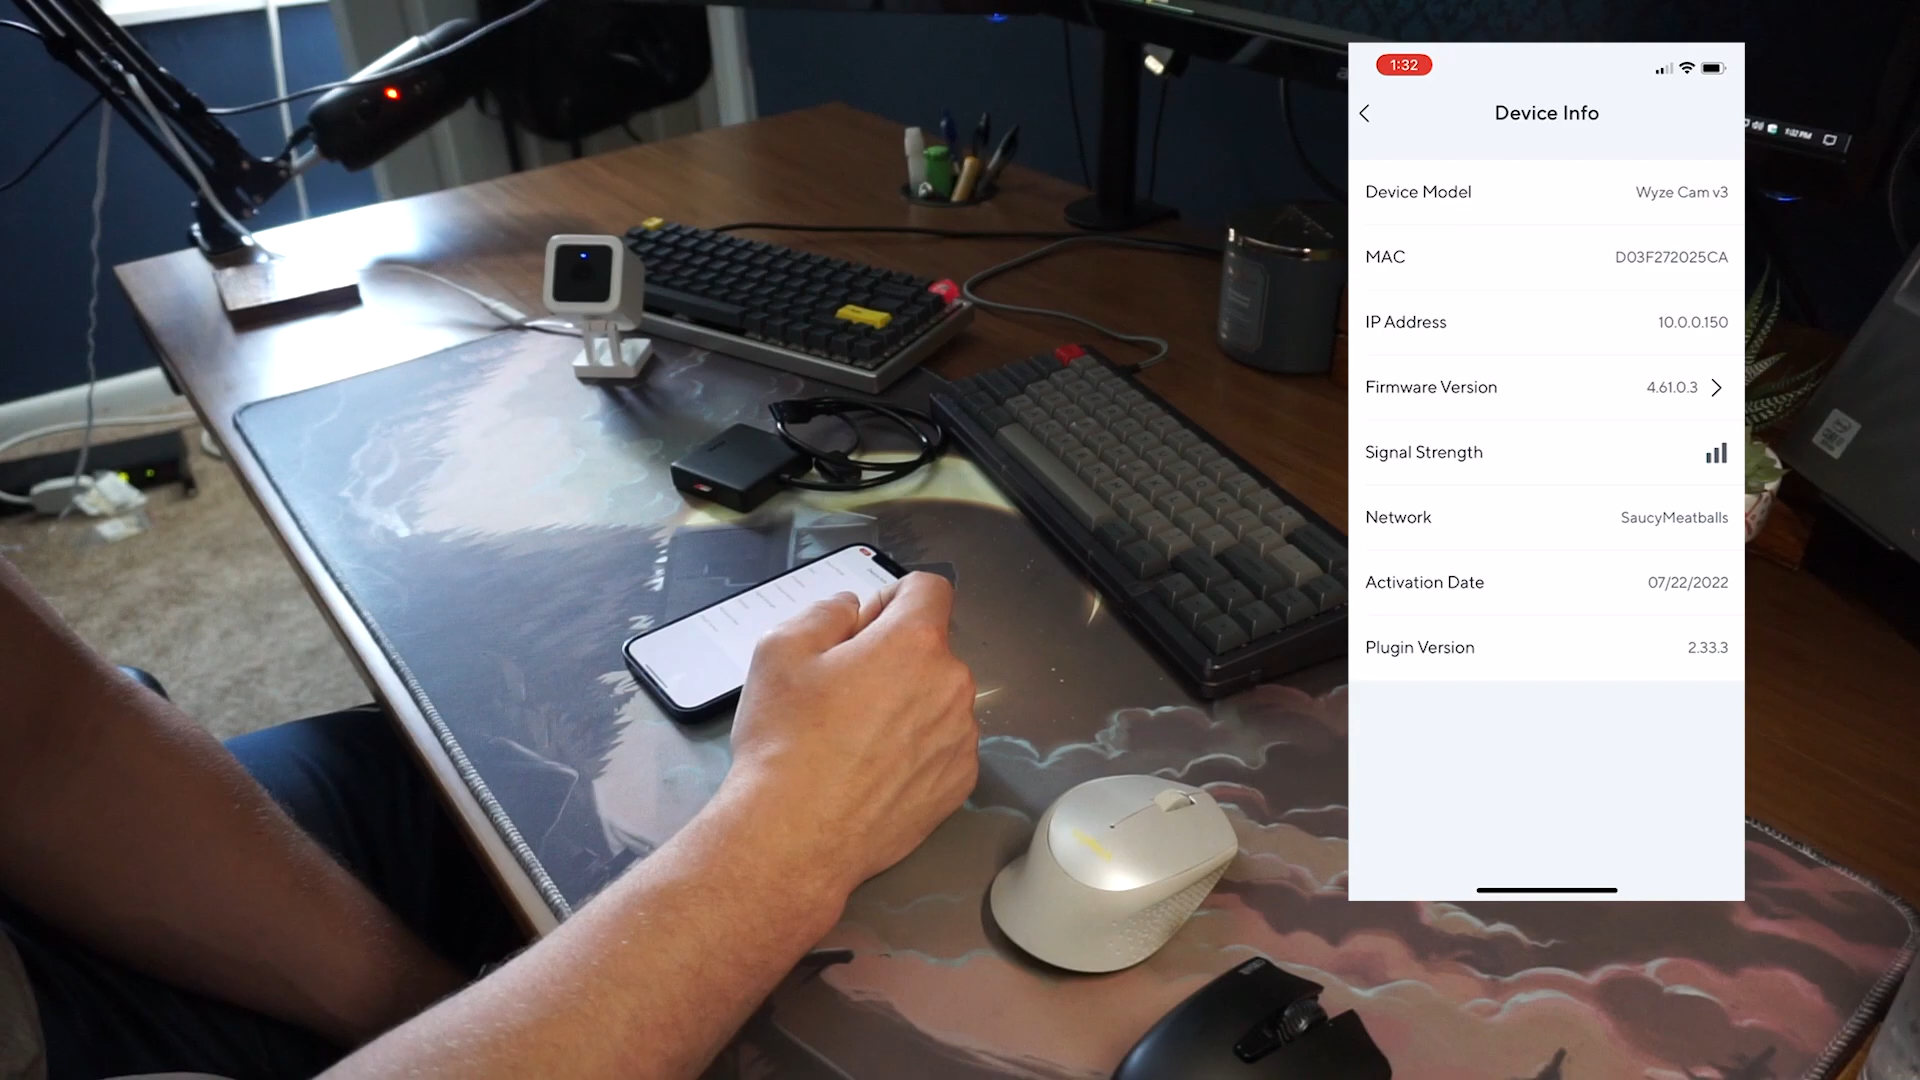 1:32
Device Info
Device Model Wyze Cam v3
MAC D03F272025CA
IP Address 10.0.0.150
Firmware Version 4.61.0.3
Signal Strength
Network SaucyMeatballs
Activation Date 07/22/2022
Plugin Version 2.33.3